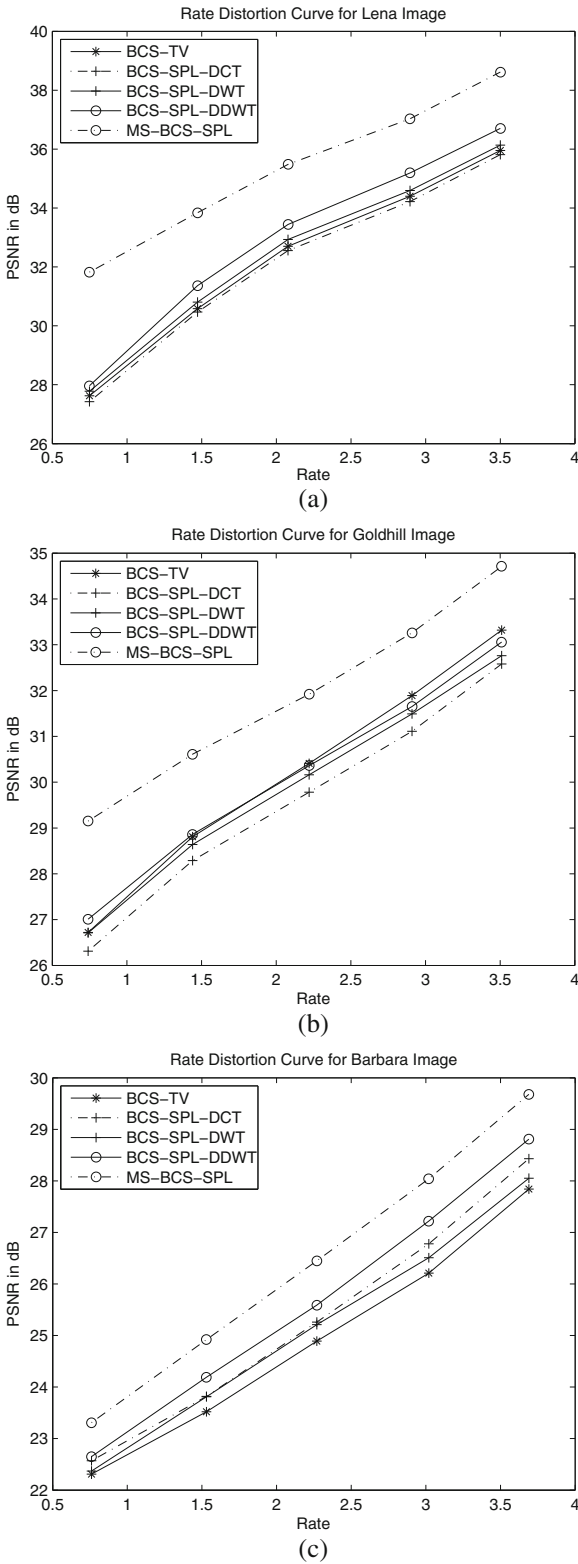 Rate Distortion Curve for Lena Image
40
38
36
34
32
30
28
26
PSNR in dB
BCS-TV
BCS-SPL-DCT
BCS-SPL-DWT
BCS-SPL-DDWT
MS-BCS-SPL
0.5 1 1.5 2 2.5 3 3.5 4
Rate
(a)
Rate Distortion Curve for Goldhill Image
35
34
33
32
31
30
29
28
27
26
PSNR in dB
BCS-TV
BCS-SPL-DCT
BCS-SPL-DWT
BCS-SPL-DDWT
MS-BCS-SPL
0.5 1 1.5 2 2.5 3 3.5 4
Rate
(b)
Rate Distortion Curve for Barbara Image
30
29
28
27
26
25
24
23
22
PSNR in dB
BCS-TV
BCS-SPL-DCT
BCS-SPL-DWT
BCS-SPL-DDWT
MS-BCS-SPL
0.5 1 1.5 2 2.5 3 3.5 4
Rate
(c)